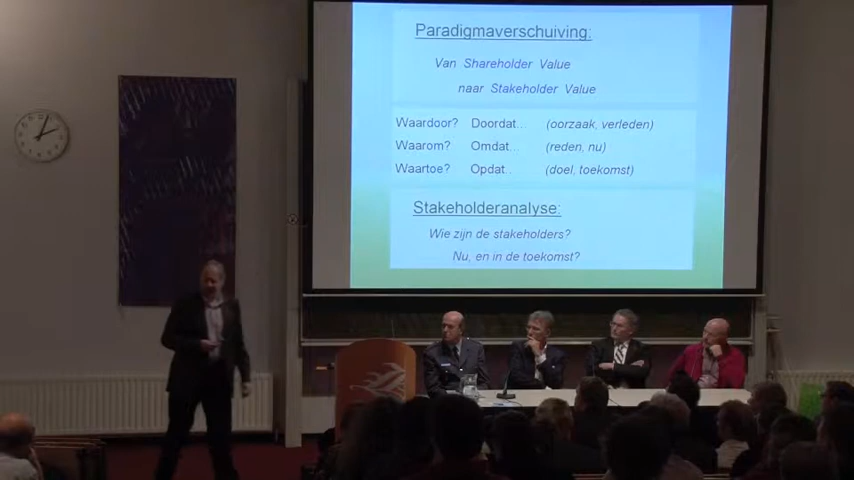 Paradigmaverschuiving:
Van Shareholder Value
naar Stakeholder Value
Waardoor? Doordat... (oorzaak, verleden)
Waarom? Omdat... (reden, nu)
Waartoe? Opdat.. (doel, toekomst)
Stakeholderanalyse:
Wie zijn de stakeholders?
Nu, en in de toekomst?